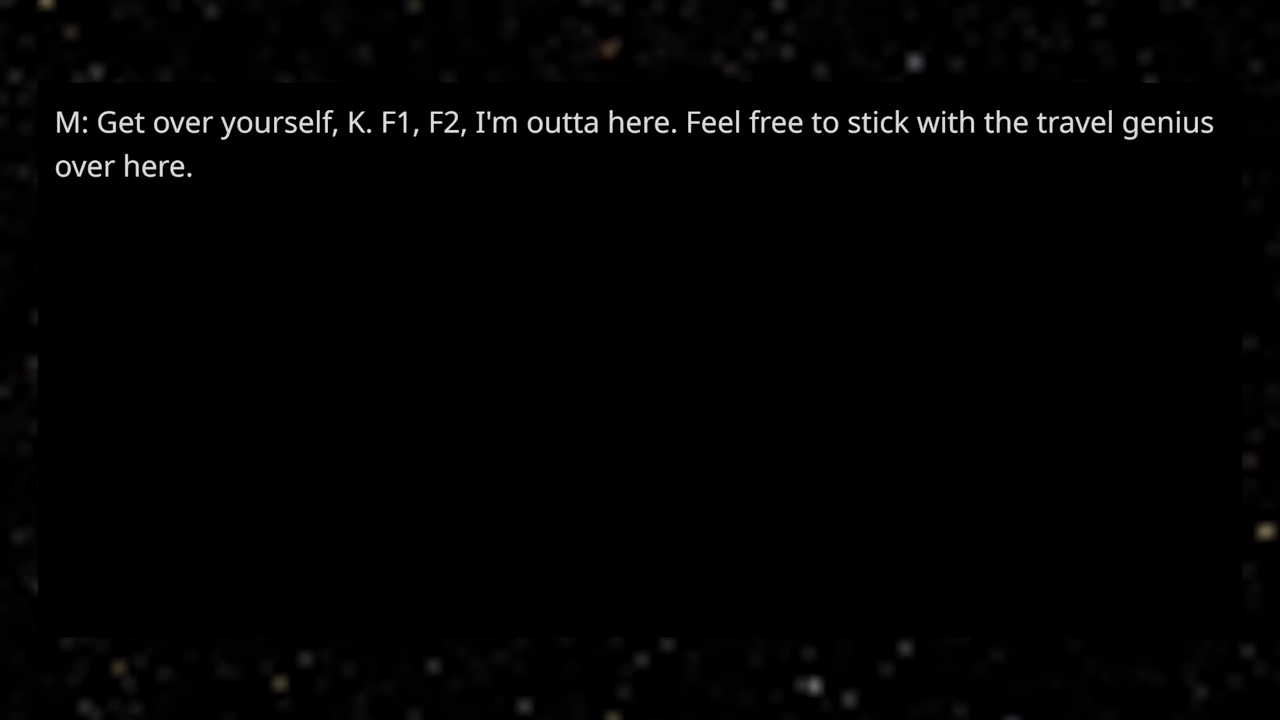 M: Get over yourself, K. F1, F2, I'm outta here. Feel free to stick with the travel genius
over here.